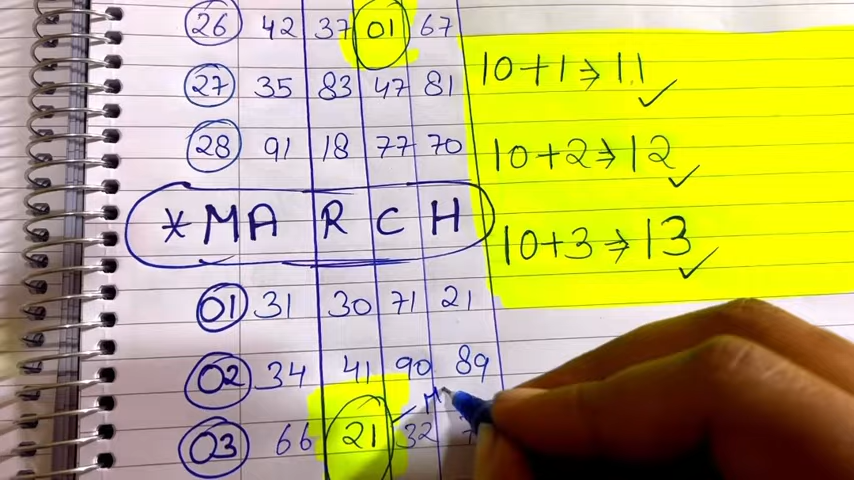 26 42 37 01 67
27 35 83 47 81
28 91 18 77 70
*MARCH
01 31 30 71 21
02 34 41 90 89
03 66 21 32
10+1⇒11 ✓
10+2⇒12 ✓
10+3⇒13 ✓